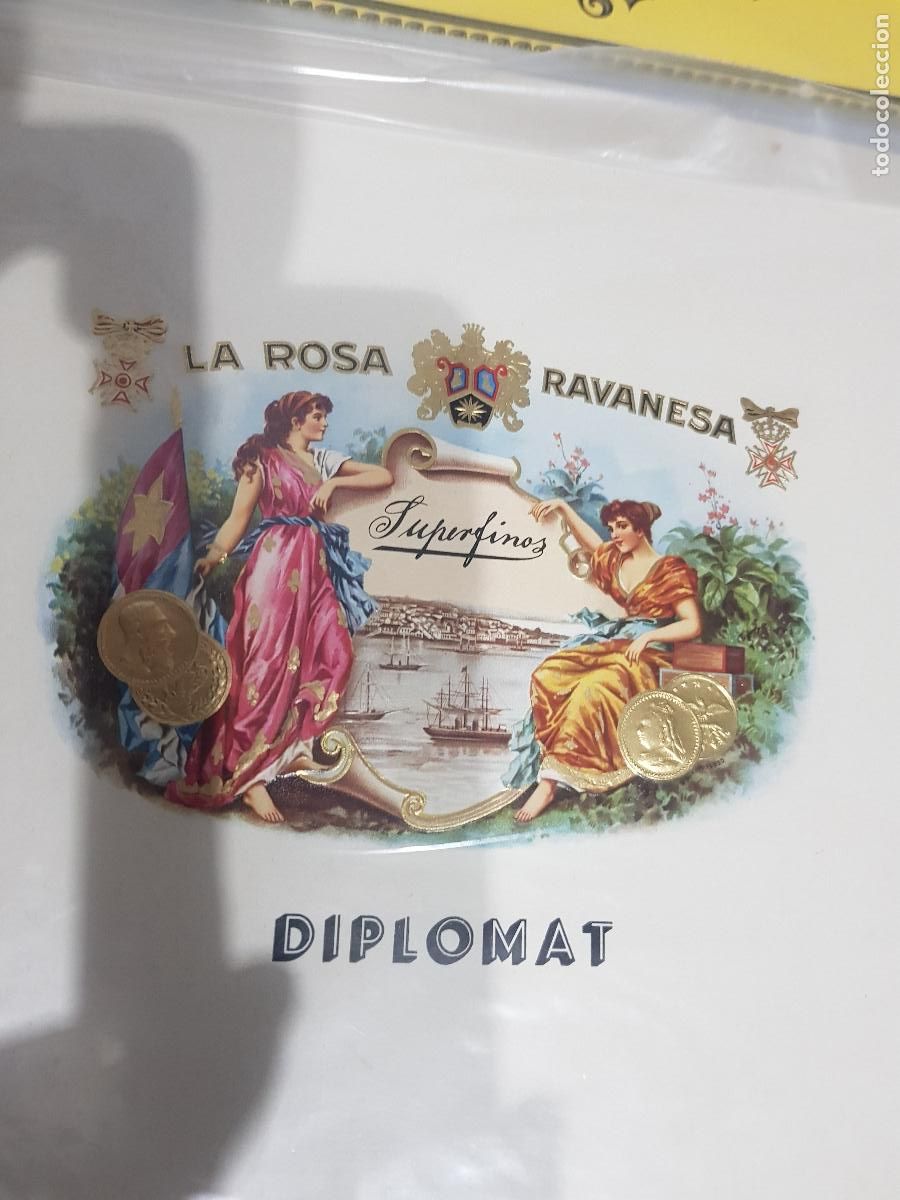 LA ROSA RAVANESA
Superfinos
DIPLOMAT
todocoleccion